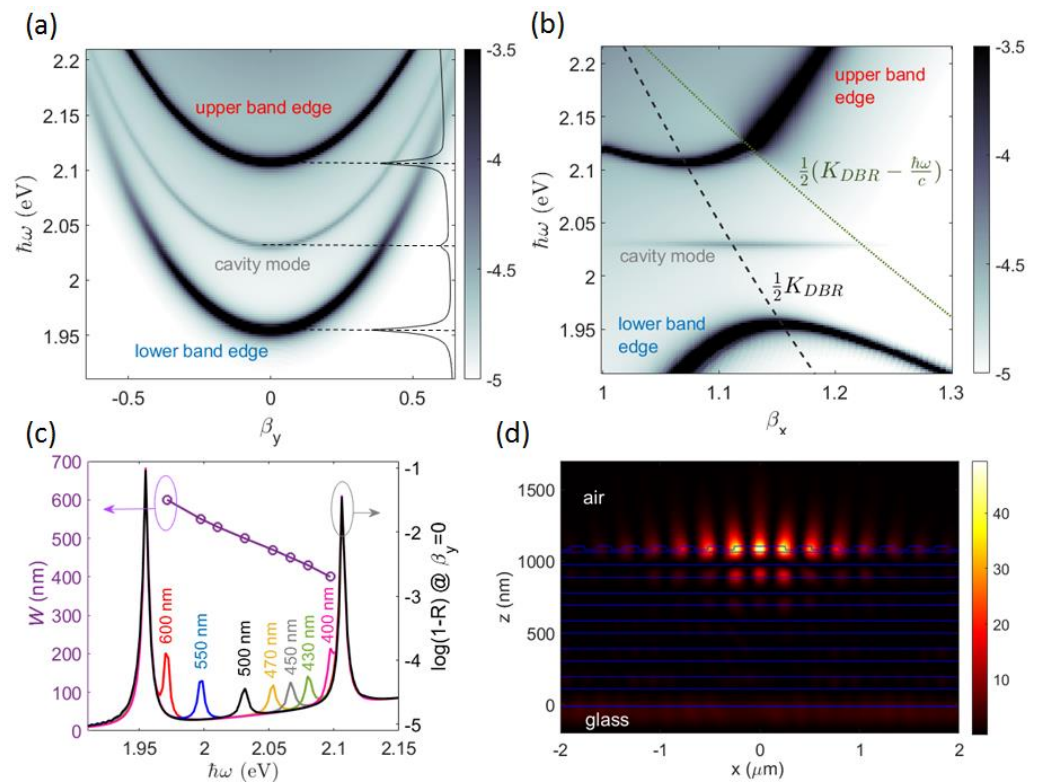 (a)
2.2
2.15
2.1
2.05
2
1.95
ħω (eV)
upper band edge
cavity mode
lower band edge
-0.5
0
0.5
β_y
-3.5
-4
-4.5
-5
(b)
2.2
2.15
2.1
2.05
2
1.95
ħω (eV)
upper band
edge
½(K_DBR − ħω/c)
cavity mode
½K_DBR
lower band
edge
1
1.1
1.2
1.3
β_x
-3.5
-4
-4.5
-5
(c)
700
600
500
400
300
200
100
0
W (nm)
600 nm
550 nm
500 nm
470 nm
450 nm
430 nm
400 nm
-1
-2
-3
-4
-5
log(1-R) @ β_y=0
1.95
2
2.05
2.1
2.15
ħω (eV)
(d)
1500
1000
500
0
z (nm)
air
glass
-2
-1
0
1
2
x (μm)
40
30
20
10